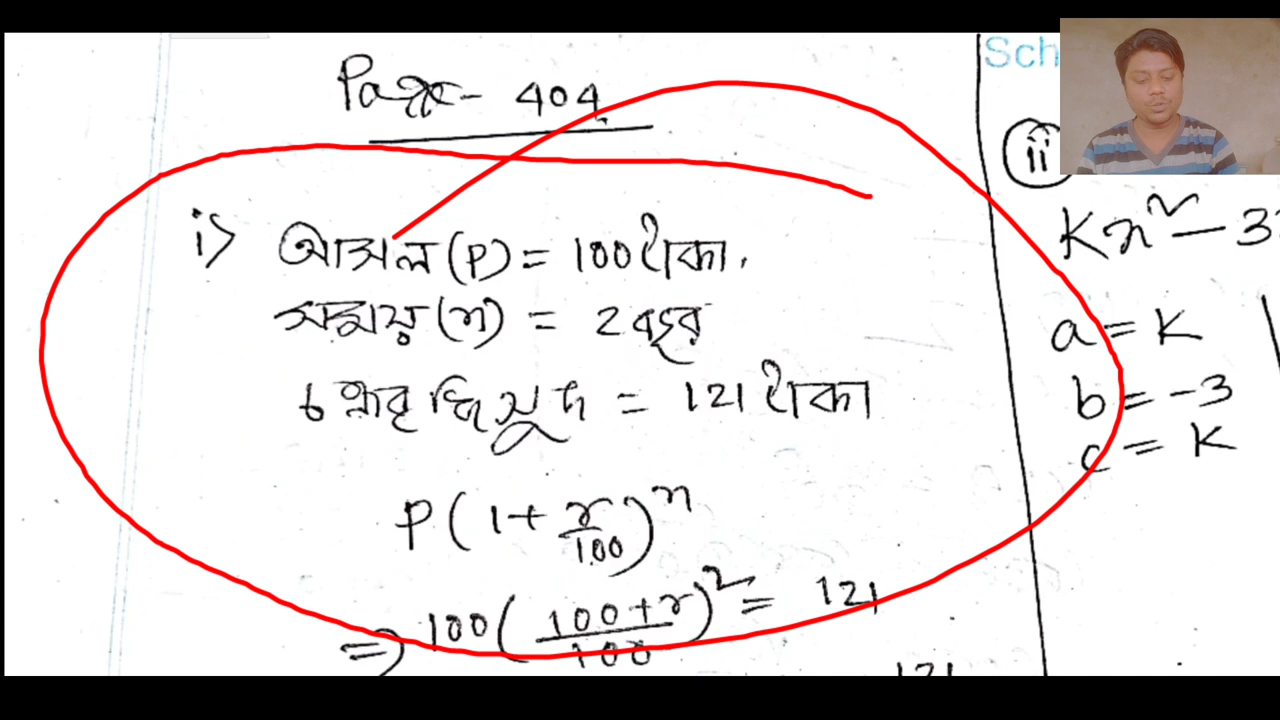 Page- 404
i) আসল (P) = 100 টাকা.
সময় (n) = 2 বছর
চক্রবৃদ্ধি সুদ = 121 টাকা
P(1+r/100)^n
⇒ 100(100+r/100)^2 = 121
121
Sch
ii
Kx^2-3
a = K
b = -3
c = K